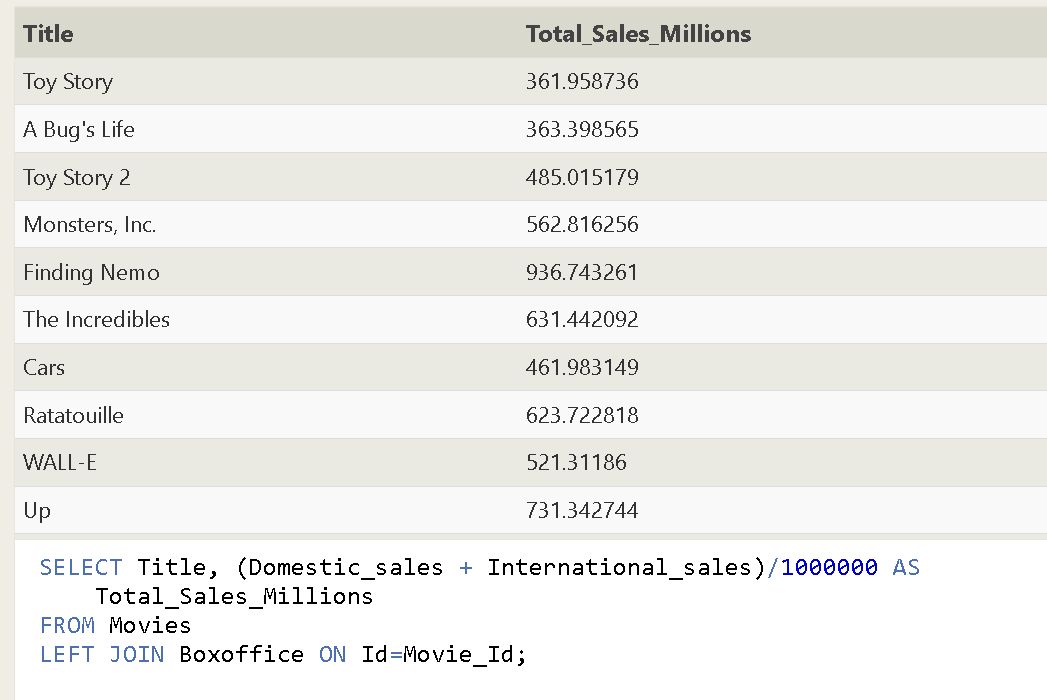 Title Total_Sales_Millions
Toy Story 361.958736
A Bug's Life 363.398565
Toy Story 2 485.015179
Monsters, Inc. 562.816256
Finding Nemo 936.743261
The Incredibles 631.442092
Cars 461.983149
Ratatouille 623.722818
WALL-E 521.31186
Up 731.342744
SELECT Title, (Domestic_sales + International_sales)/1000000 AS
Total_Sales_Millions
FROM Movies
LEFT JOIN Boxoffice ON Id=Movie_Id;